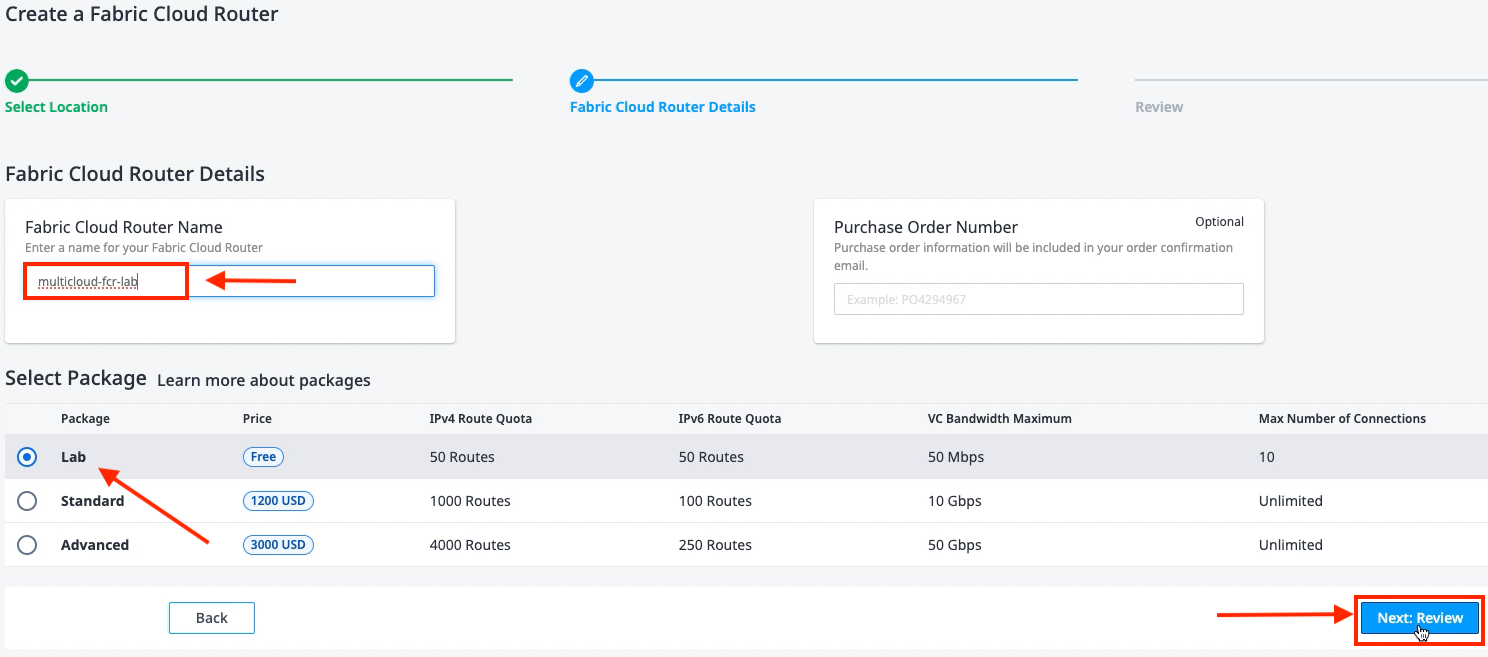 Create a Fabric Cloud Router
Select Location
Fabric Cloud Router Details
Review
Fabric Cloud Router Details
Fabric Cloud Router Name
Enter a name for your Fabric Cloud Router
multicloud-fcr-lab
Purchase Order Number
Optional
Purchase order information will be included in your order confirmation
email.
Example: PO4294967
Select Package Learn more about packages
Package Price IPv4 Route Quota IPv6 Route Quota VC Bandwidth Maximum Max Number of Connections
Lab Free 50 Routes 50 Routes 50 Mbps 10
Standard 1200 USD 1000 Routes 100 Routes 10 Gbps Unlimited
Advanced 3000 USD 4000 Routes 250 Routes 50 Gbps Unlimited
Back Next: Review